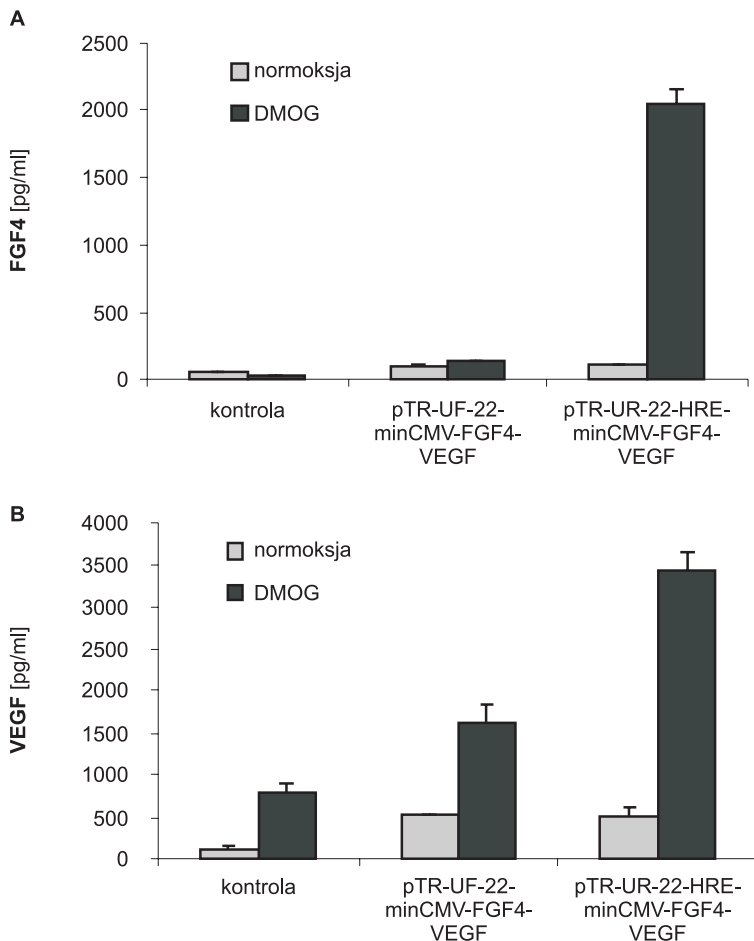 A
FGF4 [pg/ml]
2500
2000
1500
1000
500
0
normoksja
DMOG
kontrola
pTR-UF-22-
minCMV-FGF4-
VEGF
pTR-UR-22-HRE-
minCMV-FGF4-
VEGF
B
VEGF [pg/ml]
4000
3500
3000
2500
2000
1500
1000
500
0
normoksja
DMOG
kontrola
pTR-UF-22-
minCMV-FGF4-
VEGF
pTR-UR-22-HRE-
minCMV-FGF4-
VEGF